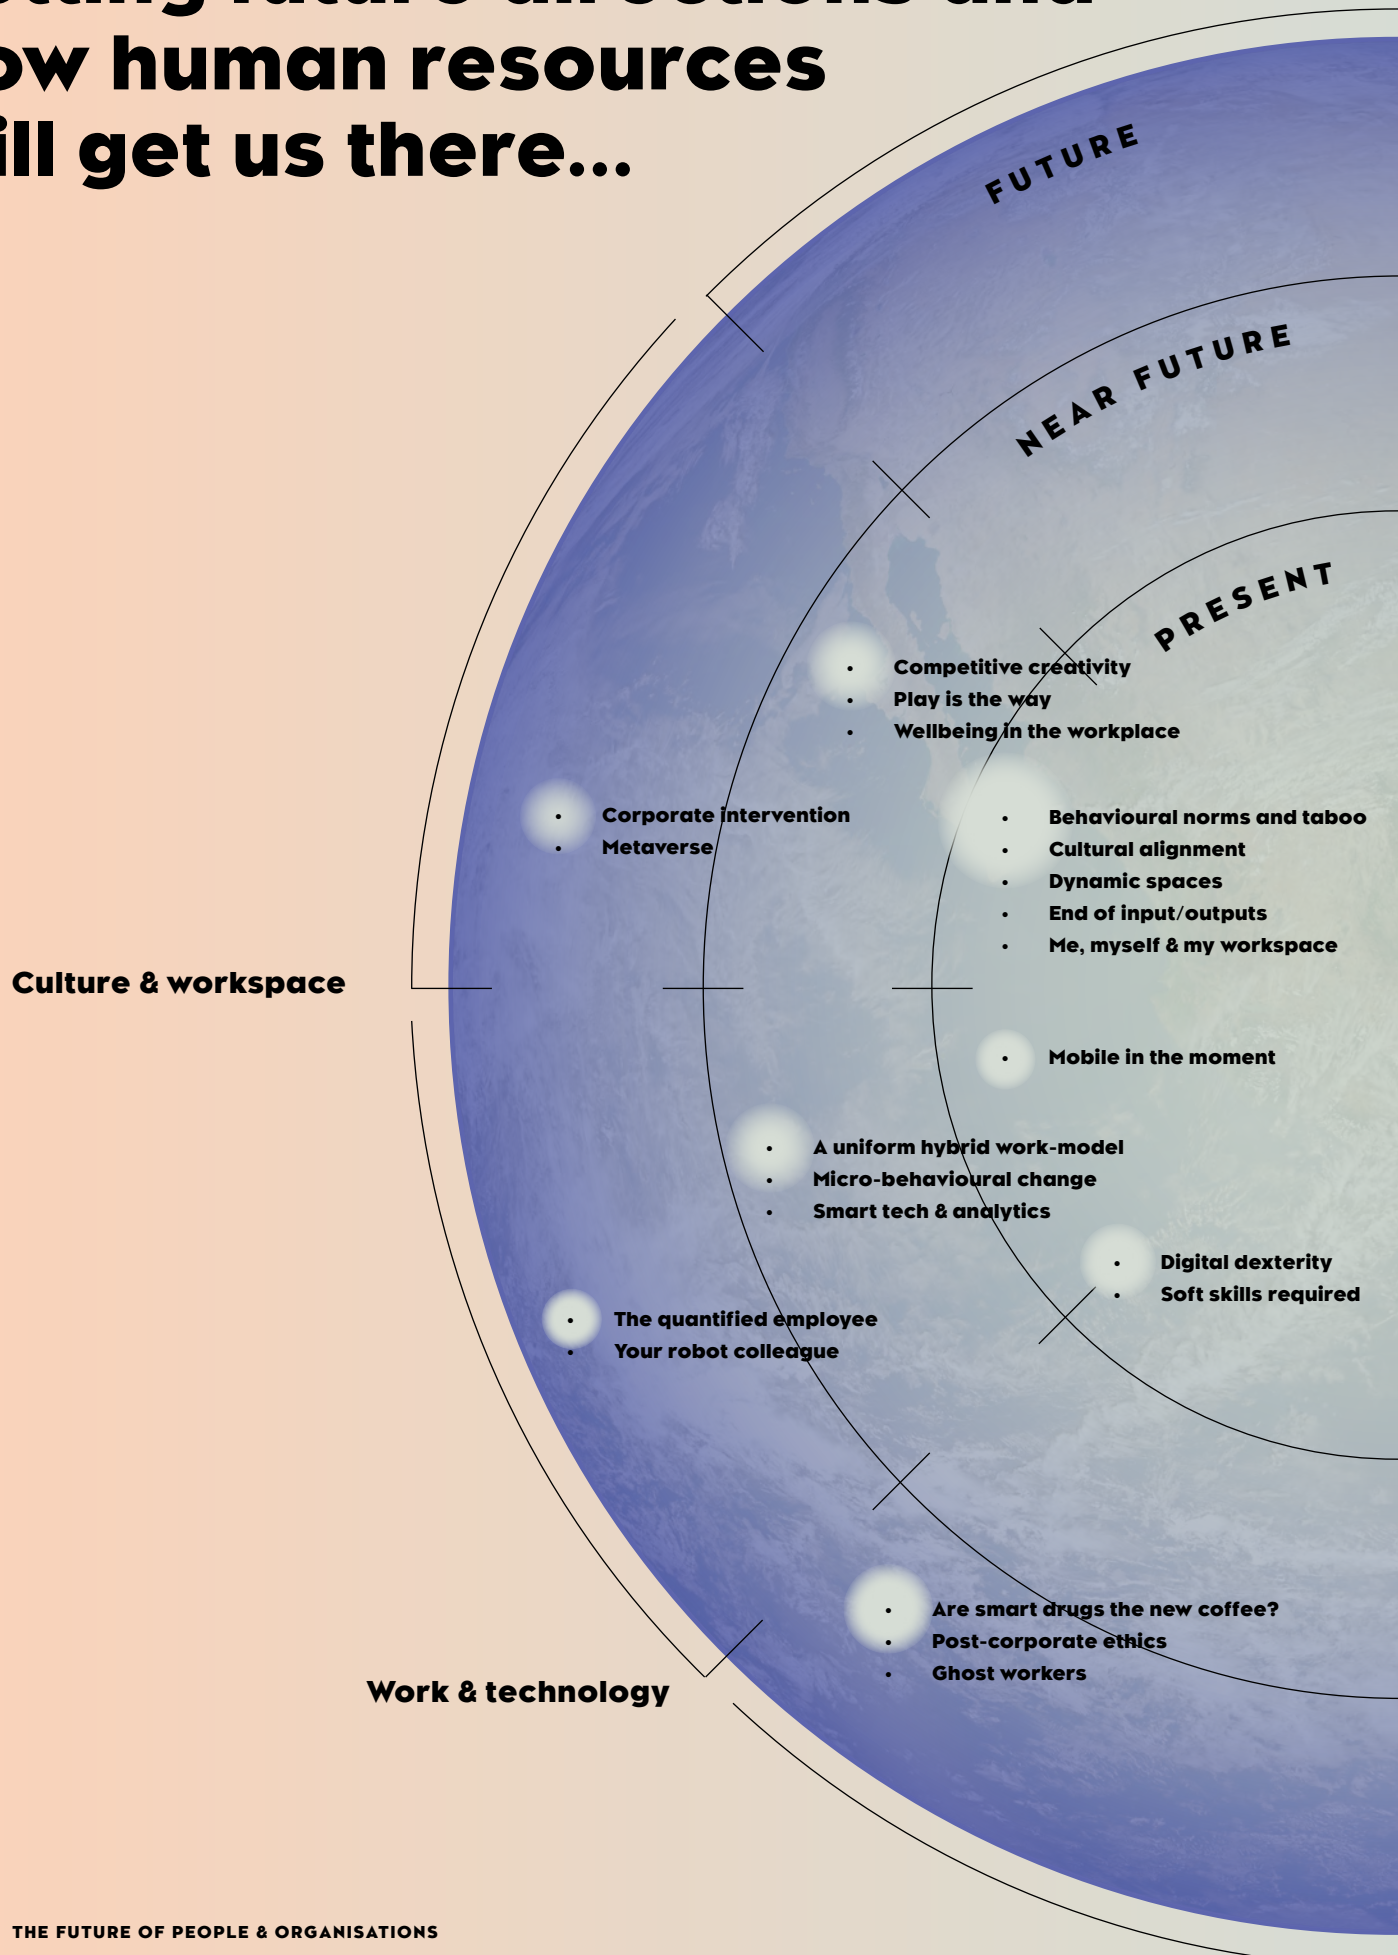 ow human resources
ill get us there...
FUTURE
NEAR FUTURE
PRESENT
• Competitive creativity
• Play is the way
• Wellbeing in the workplace
• Corporate intervention
• Metaverse
• Behavioural norms and taboo
• Cultural alignment
• Dynamic spaces
• End of input/outputs
• Me, myself & my workspace
Culture & workspace
• Mobile in the moment
• A uniform hybrid work-model
• Micro-behavioural change
• Smart tech & analytics
• Digital dexterity
• Soft skills required
• The quantified employee
• Your robot colleague
• Are smart drugs the new coffee?
• Post-corporate ethics
• Ghost workers
Work & technology
THE FUTURE OF PEOPLE & ORGANISATIONS